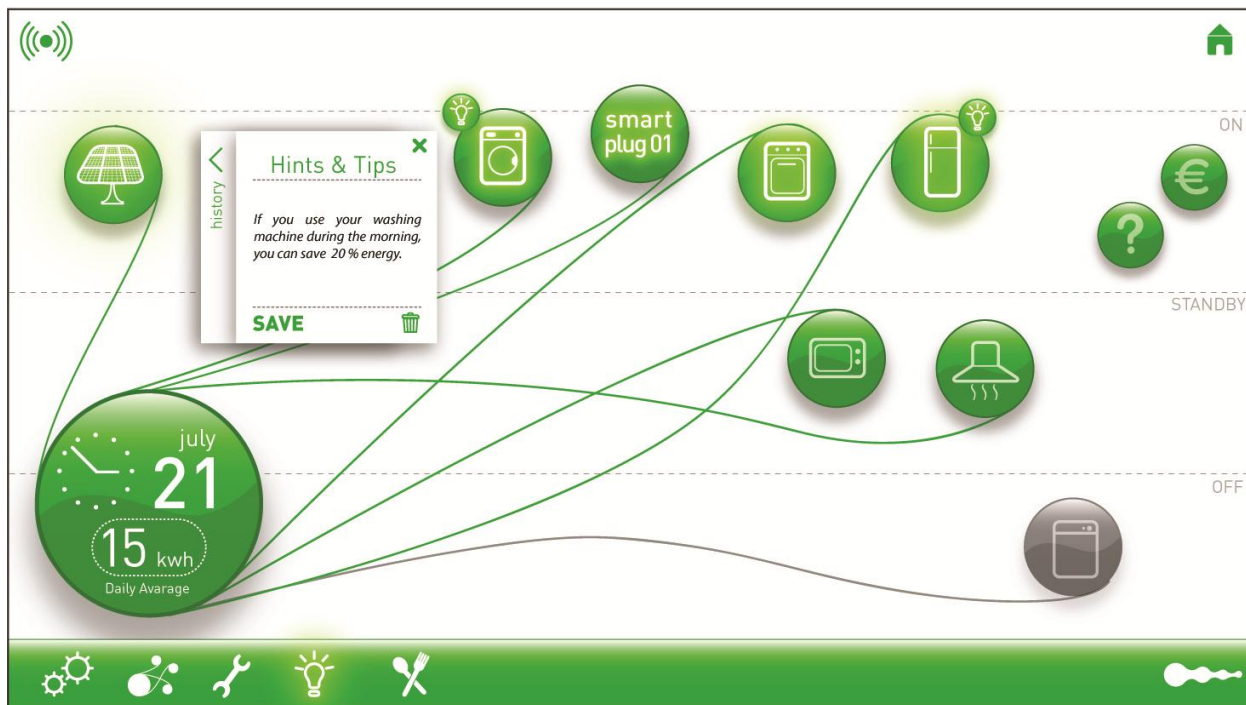 smart
plug 01
ON
Hints & Tips
history
If you use your washing
machine during the morning,
you can save 20 % energy.
SAVE
€
?
STANDBY
july
21
15 kwh
Daily Avarage
OFF